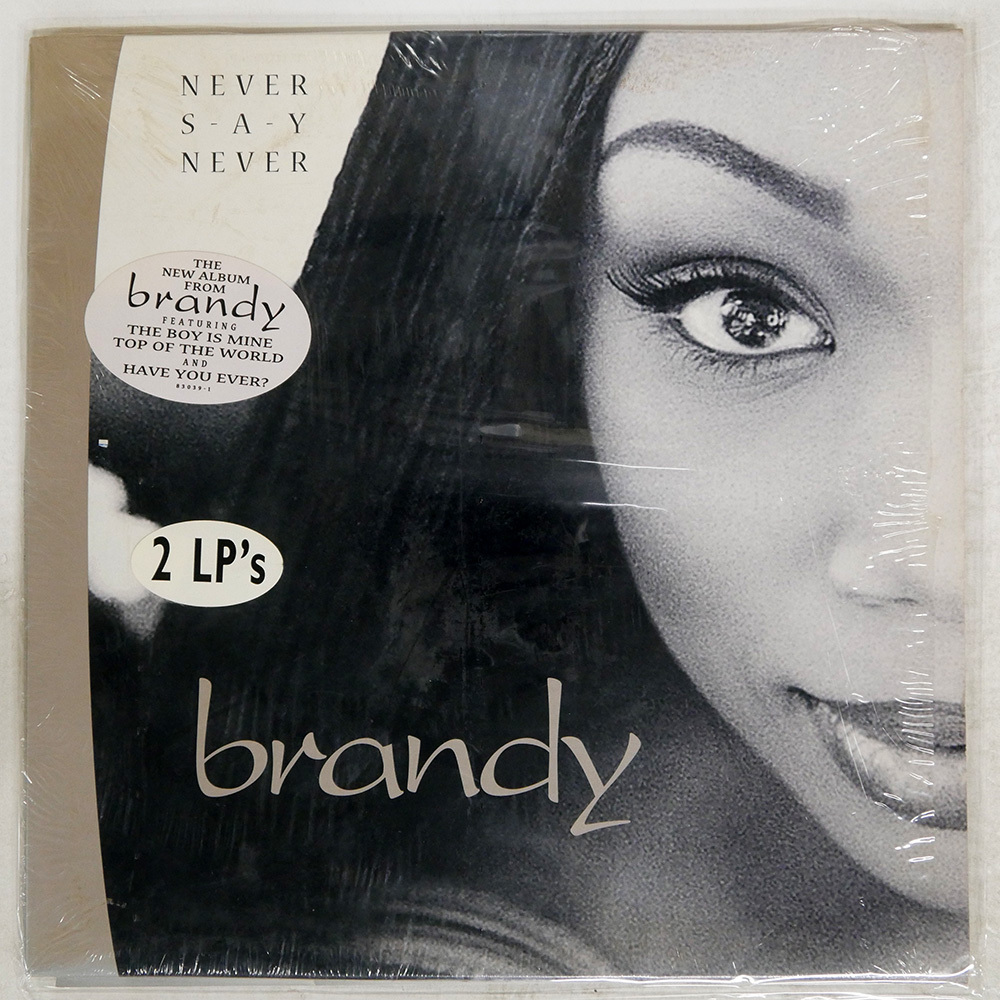 NEVER
S-A-Y
NEVER
THE
NEW ALBUM
FROM
brandy
FEATURING
THE BOY IS MINE
TOP OF THE WORLD
AND
HAVE YOU EVER?
83039-1
2 LP's
brandy